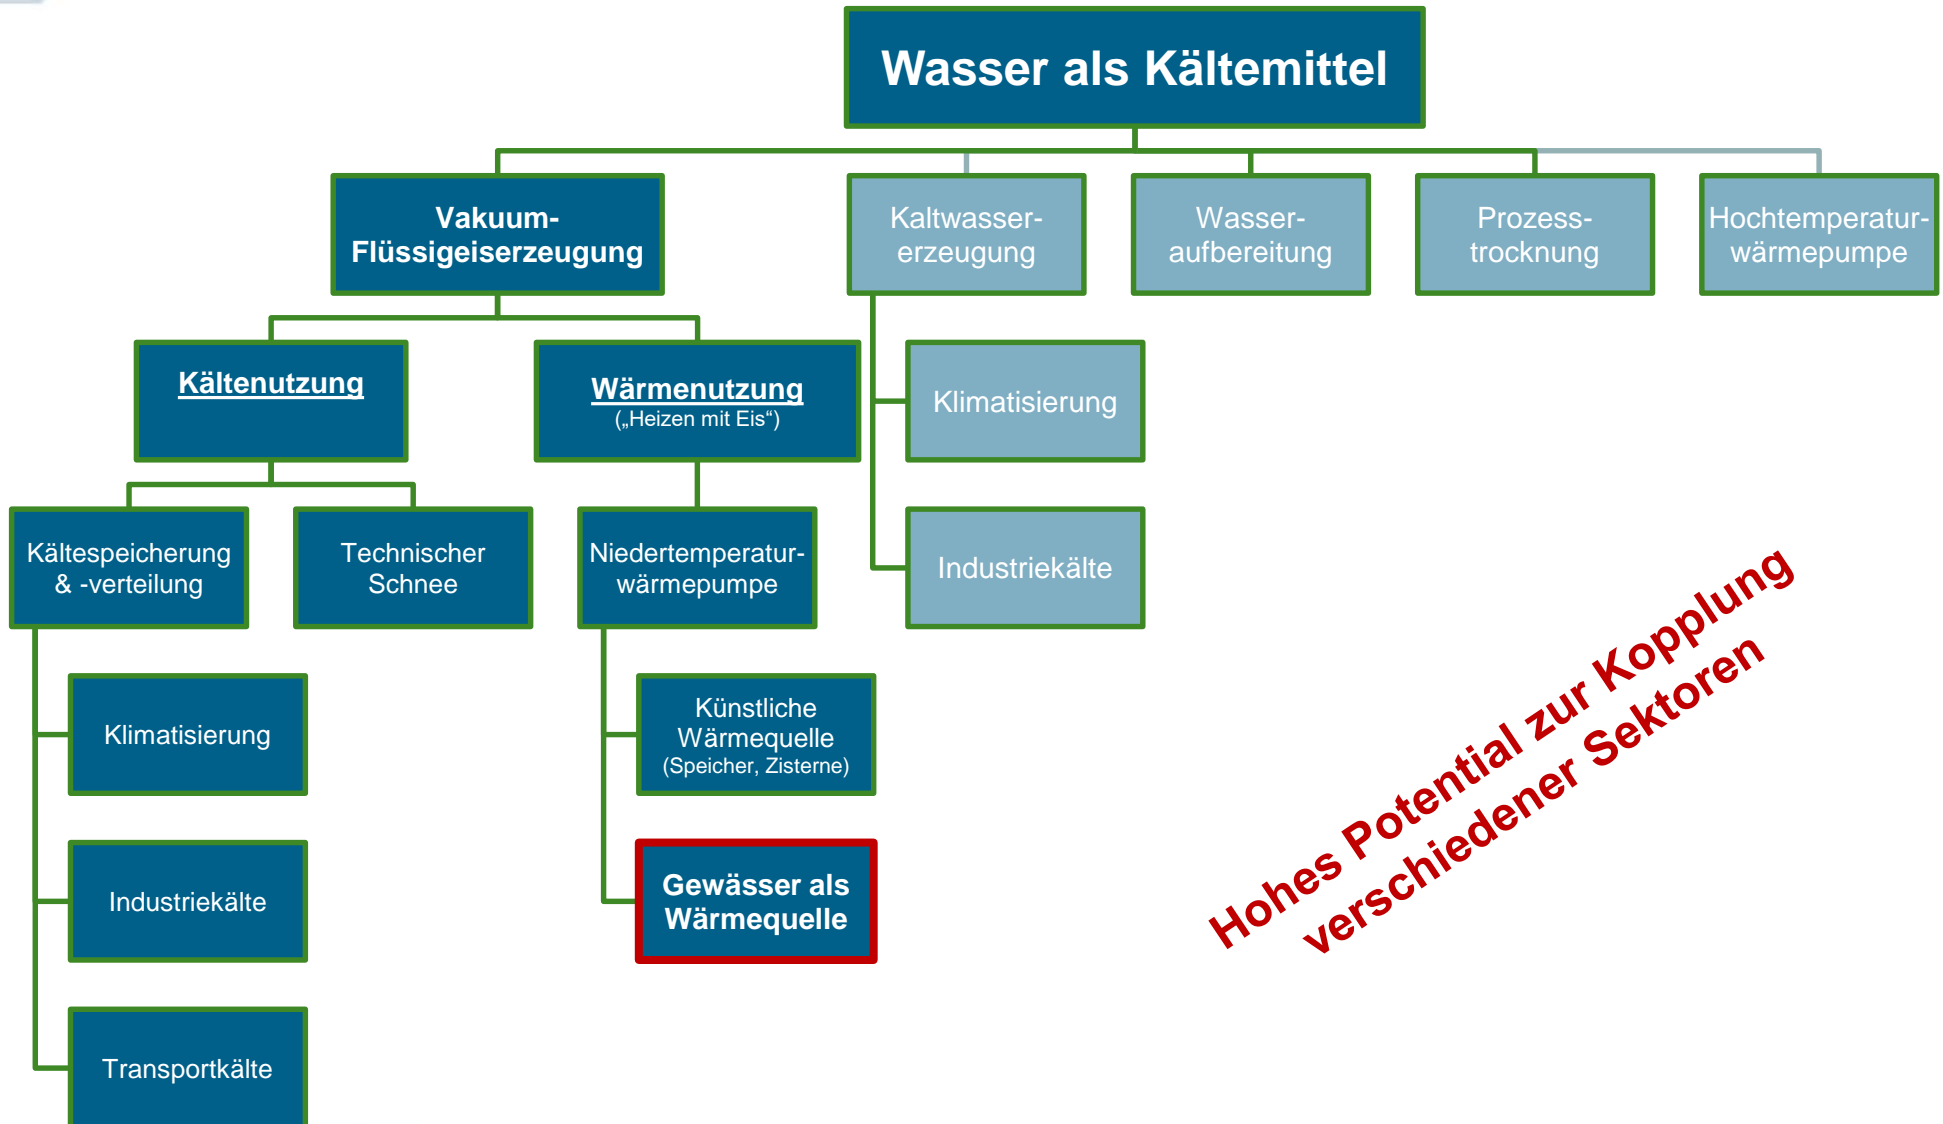 Wasser als Kältemittel
Vakuum-
Flüssigeiserzeugung
Kaltwasser-
erzeugung
Wasser-
aufbereitung
Prozess-
trocknung
Hochtemperatur-
wärmepumpe
Kältenutzung
Wärmenutzung
(„Heizen mit Eis“)
Klimatisierung
Industriekälte
Kältespeicherung
& -verteilung
Technischer
Schnee
Niedertemperatur-
wärmepumpe
Klimatisierung
Industriekälte
Transportkälte
Künstliche
Wärmequelle
(Speicher, Zisterne)
Gewässer als
Wärmequelle
Hohes Potential zur Kopplung
verschiedener Sektoren